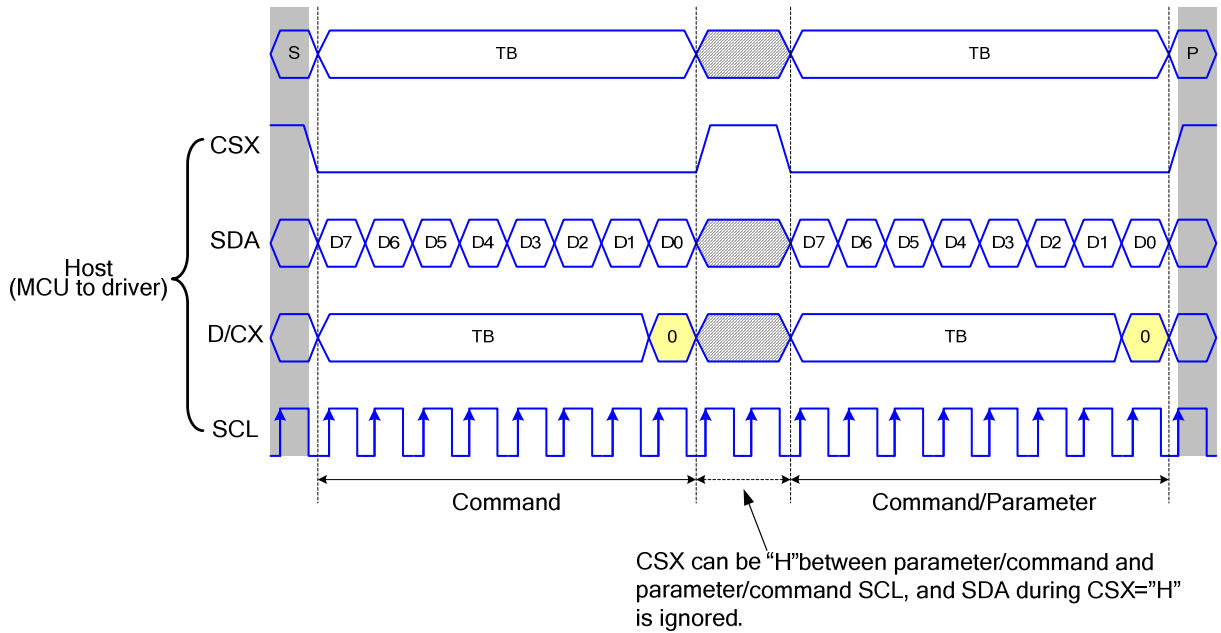 S TB TB P
CSX
SDA D7 D6 D5 D4 D3 D2 D1 D0 D7 D6 D5 D4 D3 D2 D1 D0
Host
(MCU to driver)
D/CX TB 0 TB 0
SCL
Command Command/Parameter
CSX can be “H”between parameter/command and
parameter/command SCL, and SDA during CSX=”H”
is ignored.